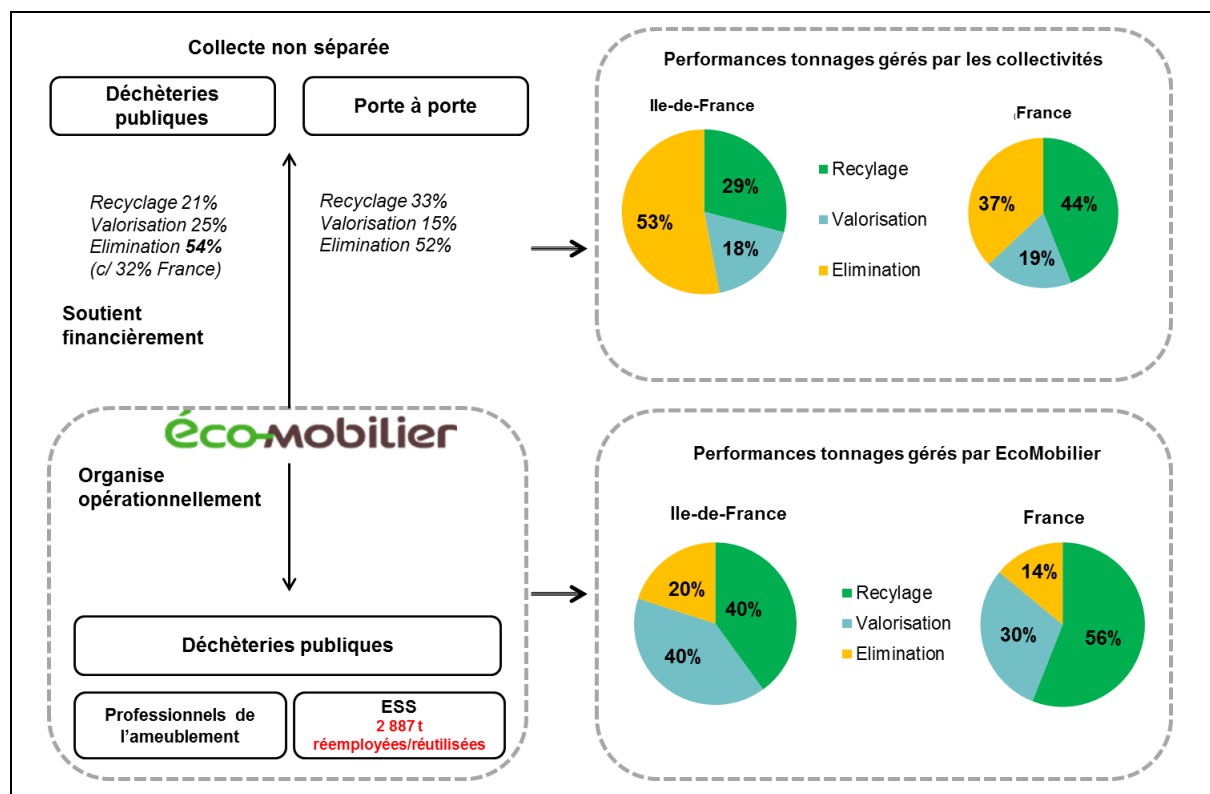 Collecte non séparée
Déchèteries
publiques
Porte à porte
Recyclage 21%
Valorisation 25%
Elimination 54%
(c/ 32% France)
Recyclage 33%
Valorisation 15%
Elimination 52%
Soutient
financièrement
éco-mobilier
Organise
opérationnellement
Déchèteries publiques
Professionnels de
l'ameublement
ESS
2 887 t
réemployées/réutilisées
Performances tonnages gérés par les collectivités
Ile-de-France
29%
18%
53%
Recylage
Valorisation
Elimination
(France
44%
19%
37%
Performances tonnages gérés par EcoMobilier
Ile-de-France
40%
40%
20%
Recylage
Valorisation
Elimination
France
56%
30%
14%